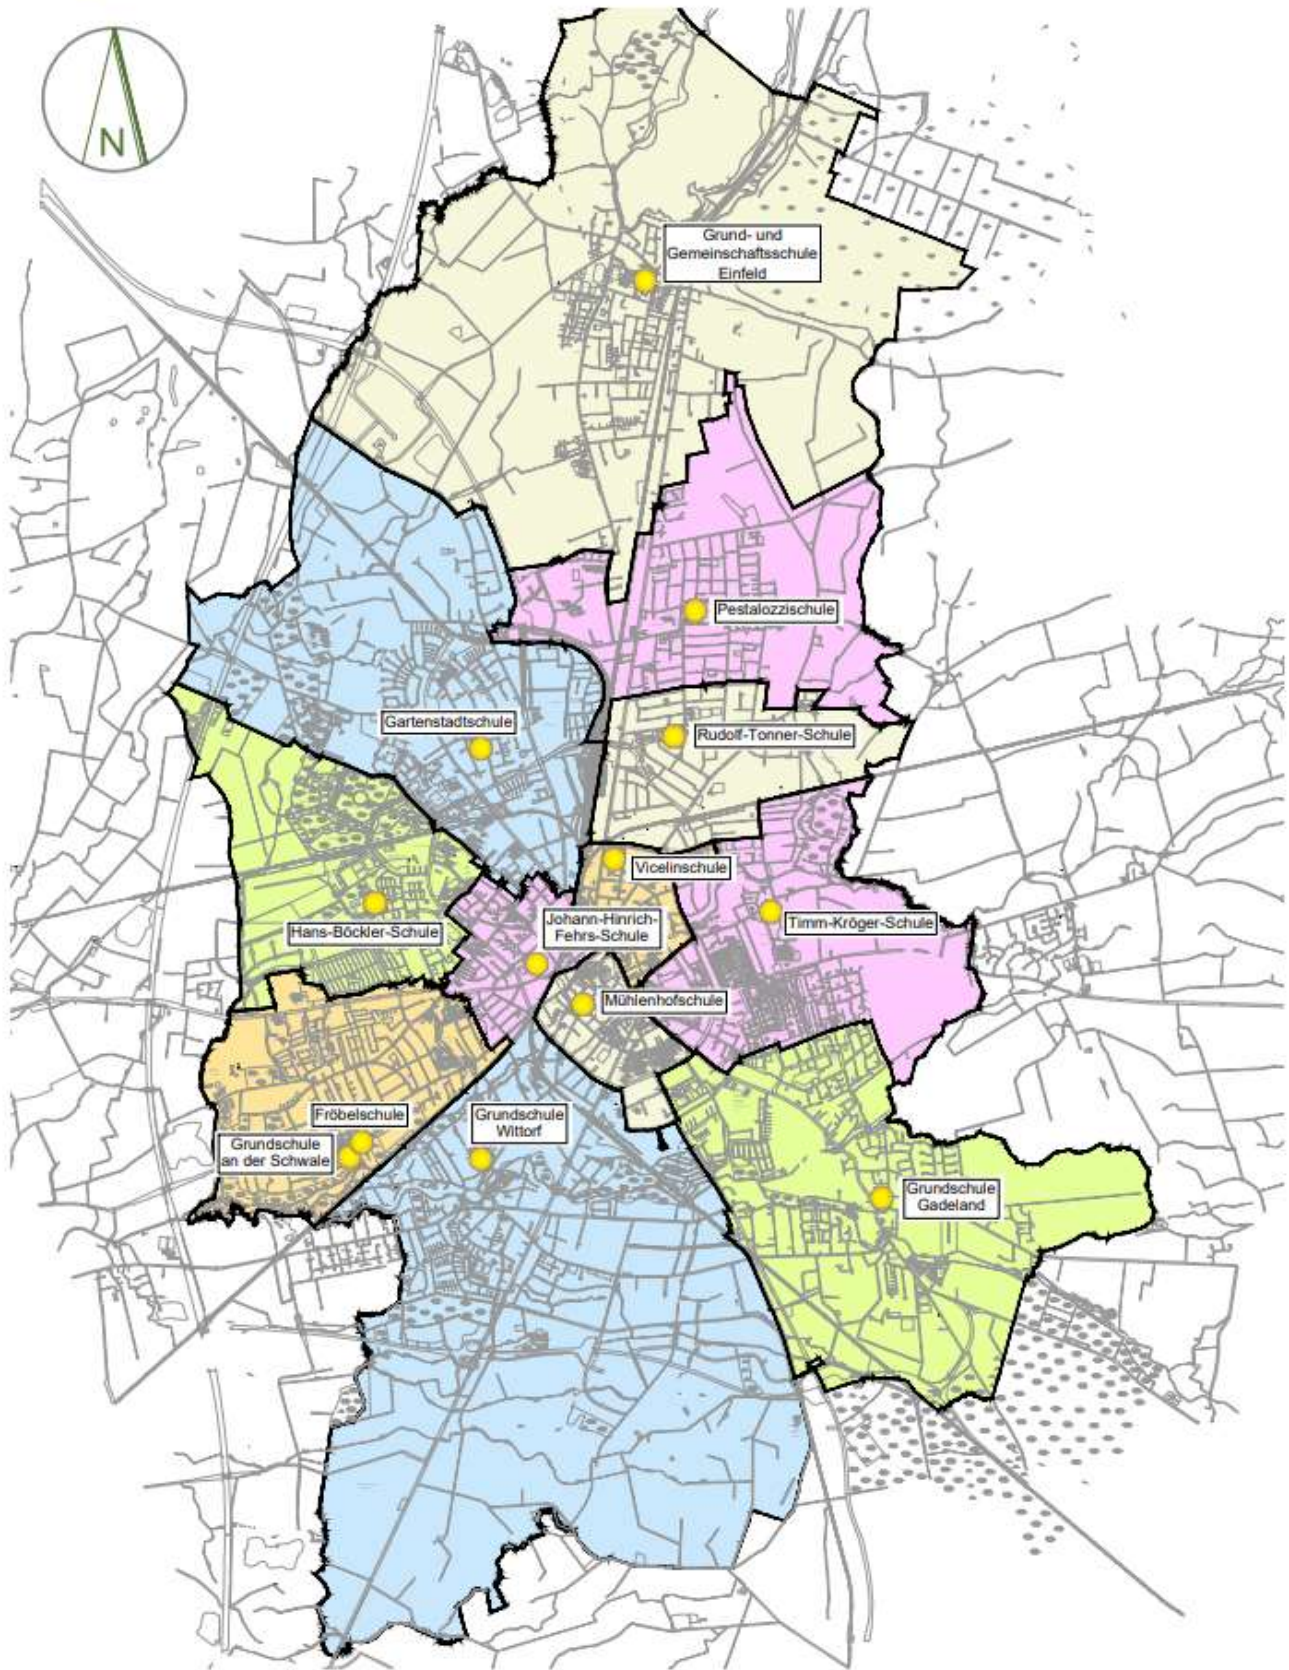 N
Grund- und
Gemeinschaftsschule
Einfeld
Pestalozzischule
Gartenstadtschule
Rudolf-Tonner-Schule
Vicelinschule
Johann-Hinrich-
Fehrs-Schule
Timm-Kröger-Schule
Hans-Böckler-Schule
Mühlenhofschule
Fröbelschule
Grundschule
an der Schwale
Grundschule
Wittorf
Grundschule
Gadeland